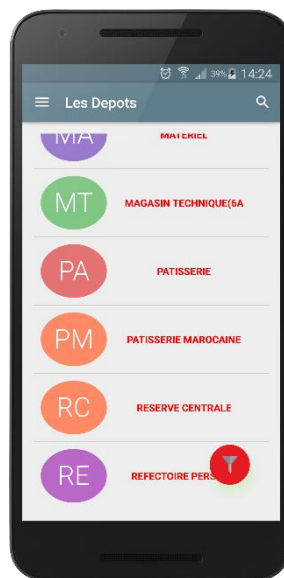 39% 14:24
Les Depots
MA
MATERIEL
MT
MAGASIN TECHNIQUE(6A
PA
PATISSERIE
PM
PATISSERIE MAROCAINE
RC
RESERVE CENTRALE
RE
REFECTOIRE PERS